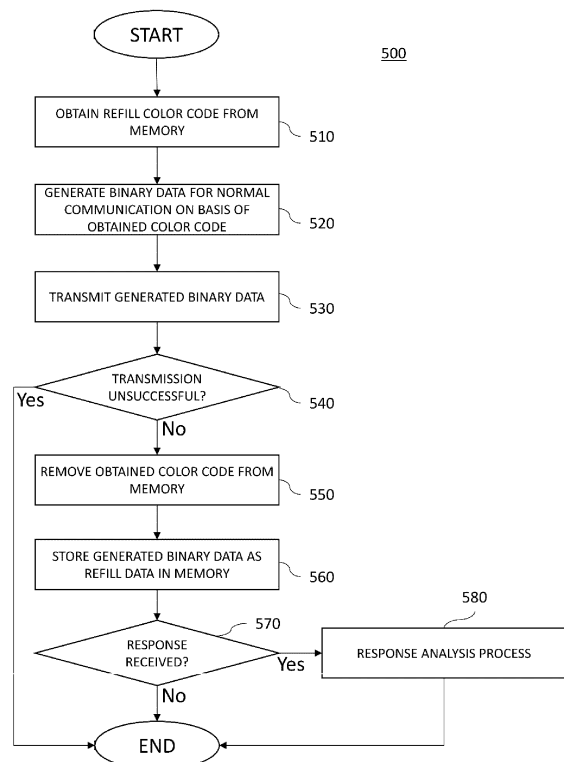 START
500
OBTAIN REFILL COLOR CODE FROM
MEMORY
510
GENERATE BINARY DATA FOR NORMAL
COMMUNICATION ON BASIS OF
OBTAINED COLOR CODE
520
TRANSMIT GENERATED BINARY DATA
530
TRANSMISSION
UNSUCCESSFUL?
540
Yes
No
REMOVE OBTAINED COLOR CODE FROM
MEMORY
550
STORE GENERATED BINARY DATA AS
REFILL DATA IN MEMORY
560
570
580
RESPONSE
RECEIVED?
Yes
RESPONSE ANALYSIS PROCESS
No
END